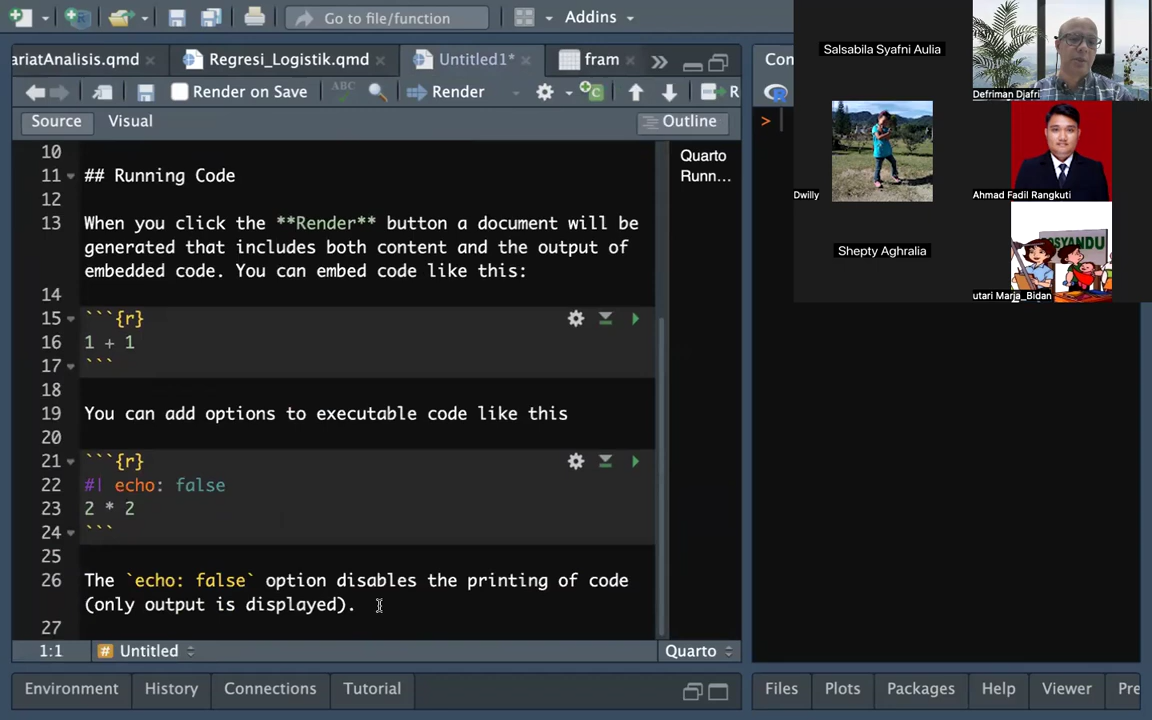 Go to file/function
Addins
ariatAnalisis.qmd
Regresi_Logistik.qmd
Untitled1*
fram
Render on Save
ABC
Render
R
Source
Visual
Outline
10
11 ## Running Code
12
13 When you click the **Render** button a document will be
generated that includes both content and the output of
embedded code. You can embed code like this:
14
15 ```{r}
16 1 + 1
17 ```
18
19 You can add options to executable code like this
20
21 ```{r}
22 #| echo: false
23 2 * 2
24 ```
25
26 The `echo: false` option disables the printing of code
(only output is displayed).
27
1:1
# Untitled
Quarto
Quarto
Runn...
Con
R
>
Environment
History
Connections
Tutorial
Files
Plots
Packages
Help
Viewer
Pre
Salsabila Syafni Aulia
Defriman Djafri
Dwilly
Ahmad Fadil Rangkuti
Shepty Aghralia
OSYANDU
utari Marja_Bidan